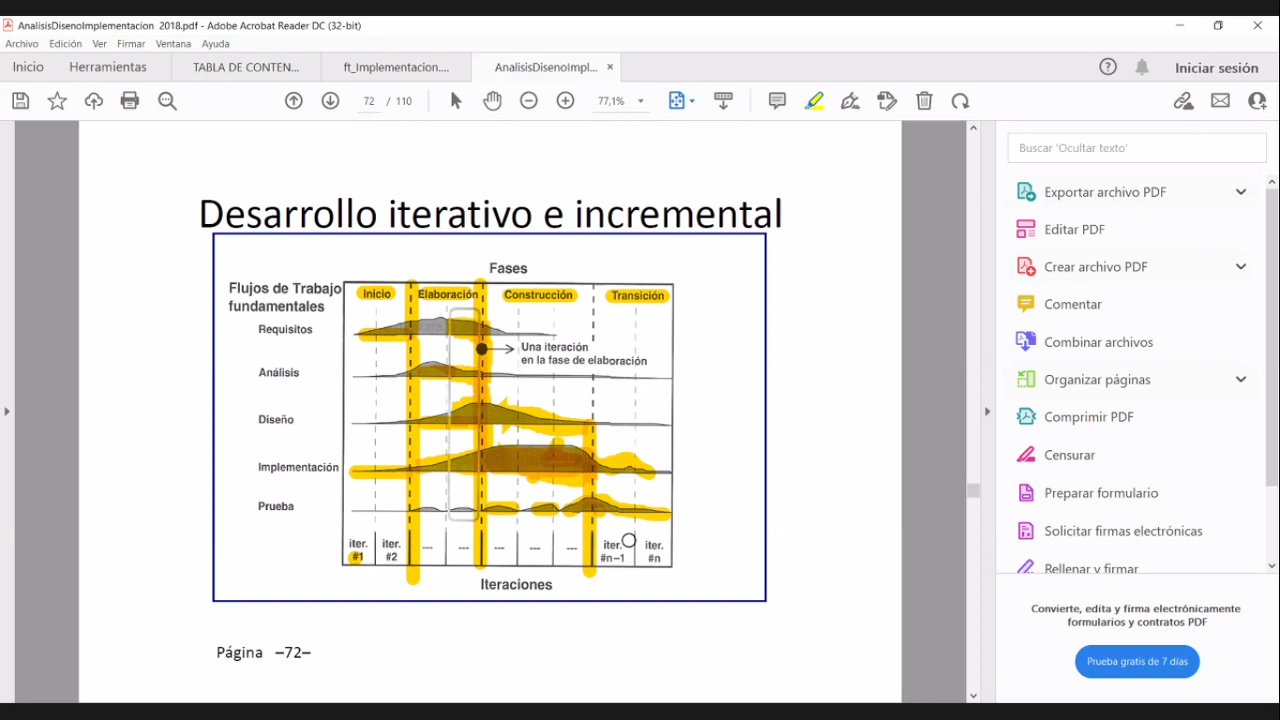 AnalisisDisenoImplementacion 2018.pdf - Adobe Acrobat Reader DC (32-bit)
Archivo Edición Ver Firmar Ventana Ayuda
Inicio Herramientas TABLA DE CONTEN... ft_Implementacion.... AnalisisDisenoImpl... × Iniciar sesión
72 / 110 77,1%
Desarrollo iterativo e incremental
Fases
Flujos de Trabajo
fundamentales
Inicio Elaboración Construcción Transición
Requisitos
Una iteración
en la fase de elaboración
Análisis
Diseño
Implementación
Prueba
iter. iter. --- --- --- --- --- iter. iter.
#1 #2 #n–1 #n
Iteraciones
Página –72–
Buscar 'Ocultar texto'
Exportar archivo PDF
Editar PDF
Crear archivo PDF
Comentar
Combinar archivos
Organizar páginas
Comprimir PDF
Censurar
Preparar formulario
Solicitar firmas electrónicas
Rellenar y firmar
Convierte, edita y firma electrónicamente
formularios y contratos PDF
Prueba gratis de 7 días